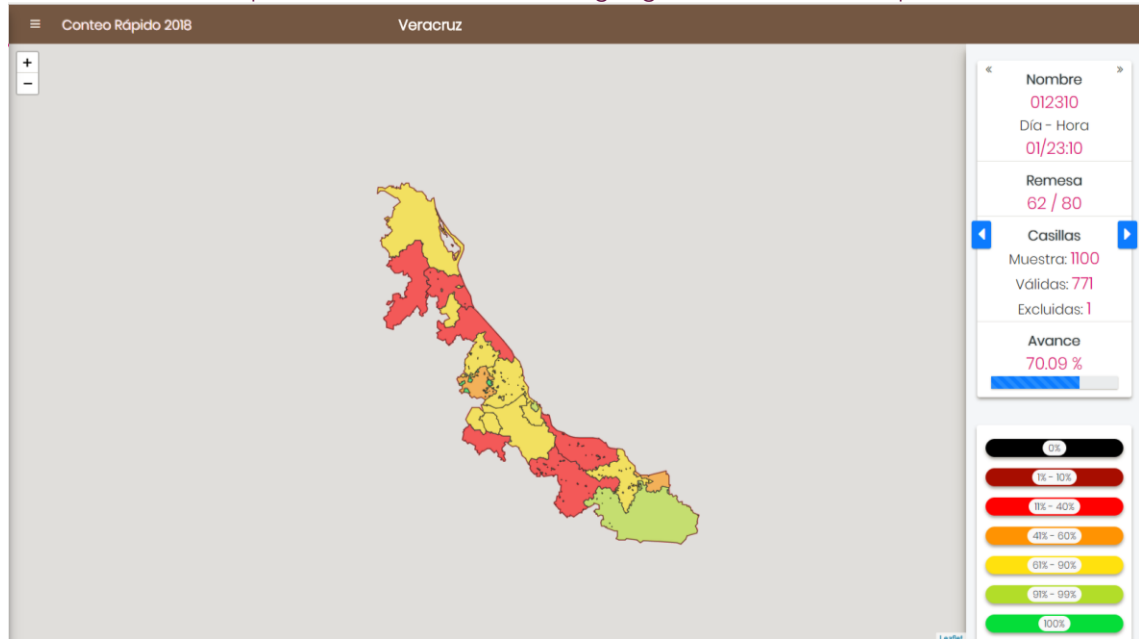 ≡ Conteo Rápido 2018 Veracruz
+
−
« »
Nombre
012310
Día - Hora
01/23:10
Remesa
62 / 80
Casillas
Muestra: 1100
Válidas: 771
Excluidas: 1
Avance
70.09 %
0%
1% - 10%
11% - 40%
41% - 60%
61% - 90%
91% - 99%
100%
Leaflet